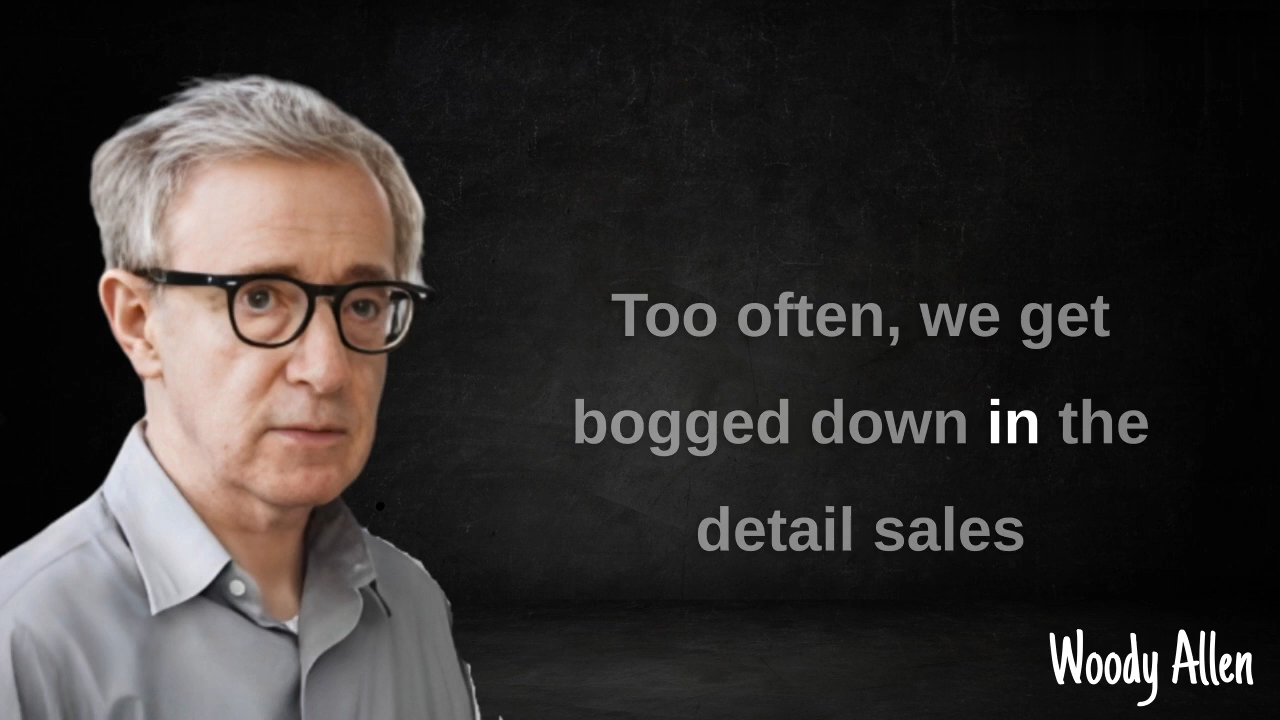 Too often, we get
bogged down in the
detail sales
Woody Allen